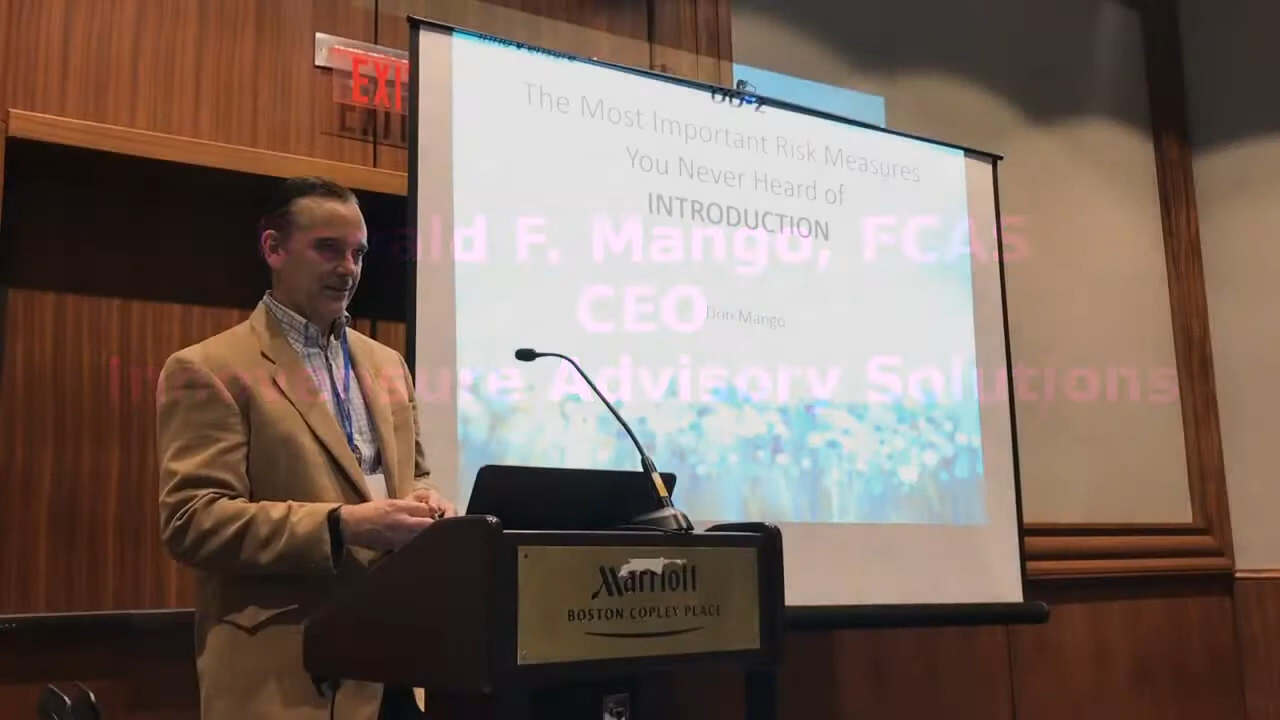 EXIT
The Most Important Risk Measures
You Never Heard of
INTRODUCTION
ald F. Mango, FCAS
CEO
Don Mango
Advisory Solutions
Marriott
BOSTON COPLEY PLACE